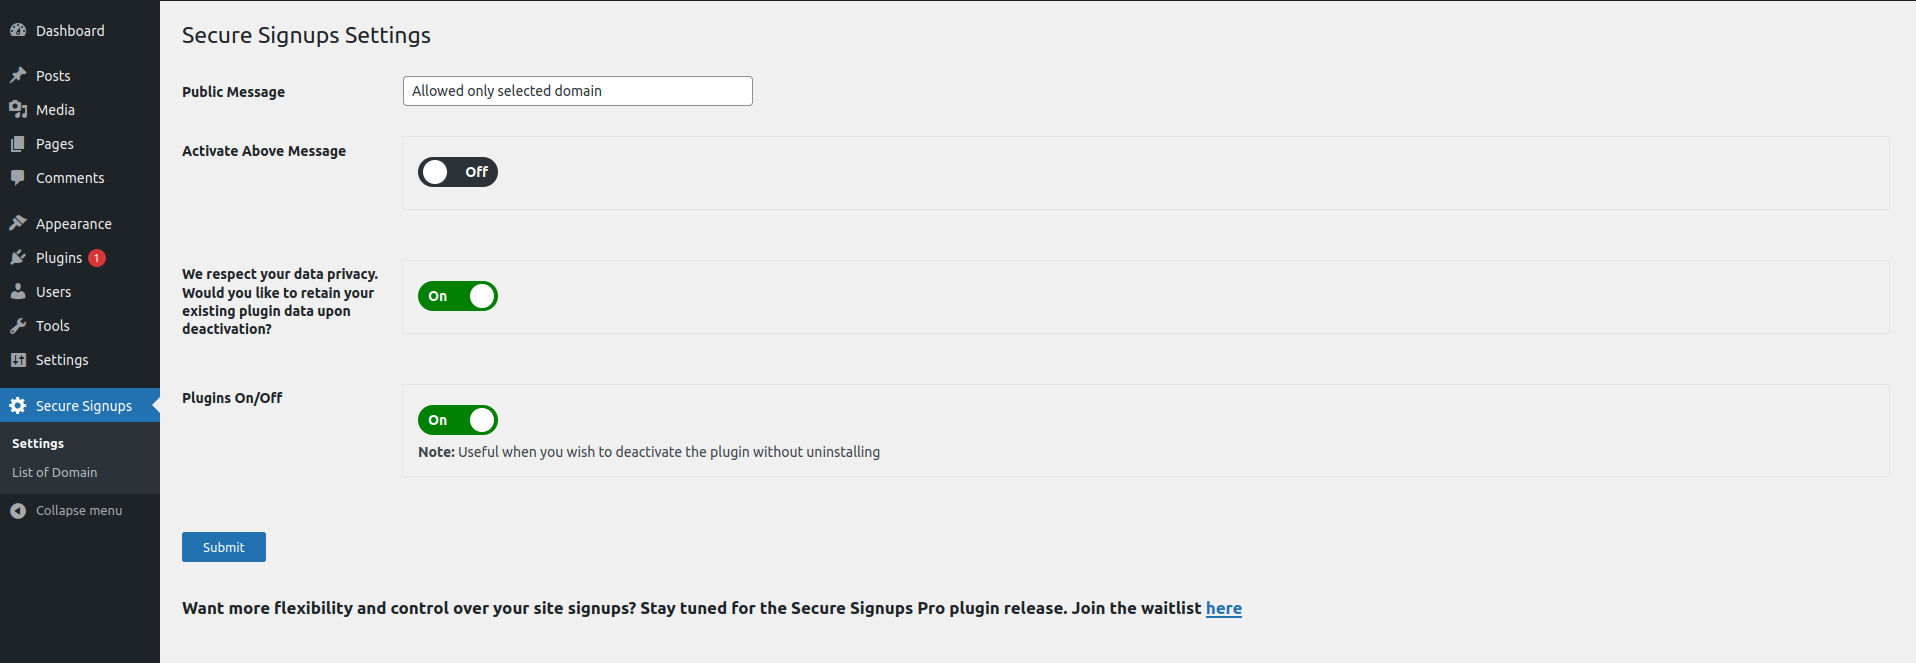 Dashboard
Posts
Media
Pages
Comments
Appearance
Plugins 1
Users
Tools
Settings
Secure Signups
Settings
List of Domain
Collapse menu
Secure Signups Settings
Public Message
Allowed only selected domain
Activate Above Message
Off
We respect your data privacy.
Would you like to retain your
existing plugin data upon
deactivation?
On
Plugins On/Off
On
Note: Useful when you wish to deactivate the plugin without uninstalling
Submit
Want more flexibility and control over your site signups? Stay tuned for the Secure Signups Pro plugin release. Join the waitlist here